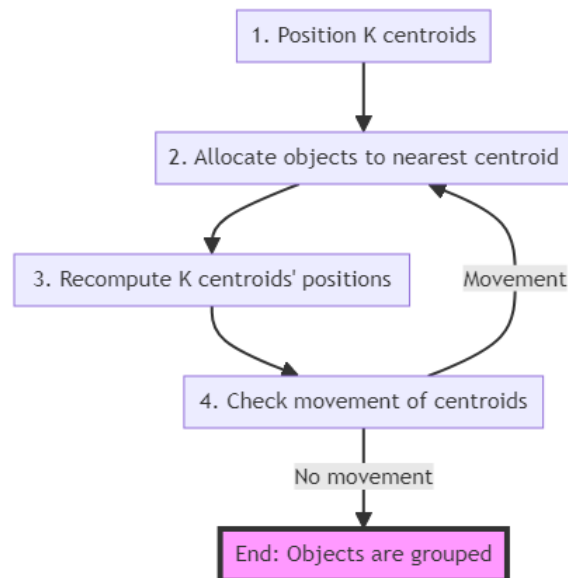 1. Position K centroids
2. Allocate objects to nearest centroid
3. Recompute K centroids' positions
Movement
4. Check movement of centroids
No movement
End: Objects are grouped